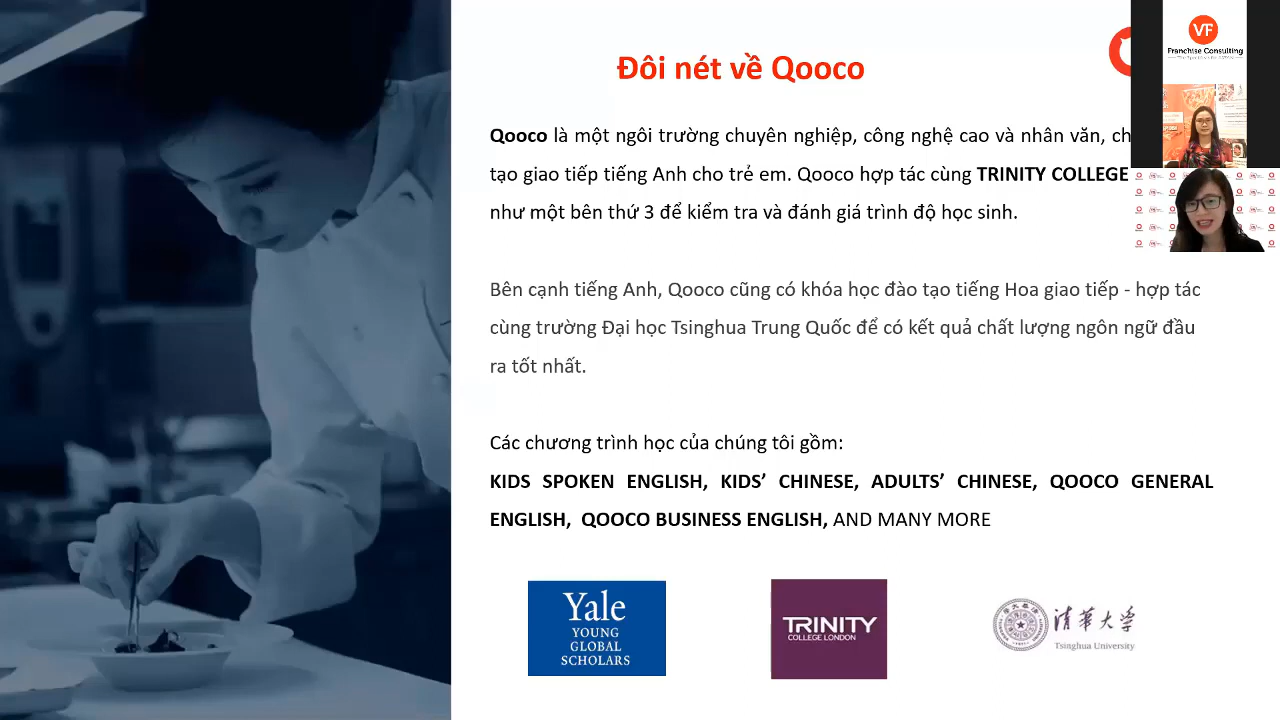 Đôi nét về Qooco
VF
Franchise Consulting
Qooco là một ngôi trường chuyên nghiệp, công nghệ cao và nhân văn,
tạo giao tiếp tiếng Anh cho trẻ em. Qooco hợp tác cùng TRINITY COLLEGE
như một bên thứ 3 để kiểm tra và đánh giá trình độ học sinh.
Bên cạnh tiếng Anh, Qooco cũng có khóa học đào tạo tiếng Hoa giao tiếp - hợp tác
cùng trường Đại học Tsinghua Trung Quốc để có kết quả chất lượng ngôn ngữ đầu
ra tốt nhất.
Các chương trình học của chúng tôi gồm:
KIDS SPOKEN ENGLISH, KIDS’ CHINESE, ADULTS’ CHINESE, QOOCO GENERAL
ENGLISH, QOOCO BUSINESS ENGLISH, AND MANY MORE
Yale
YOUNG
GLOBAL
SCHOLARS
TRINITY
COLLEGE LONDON
清華大学
Tsinghua University